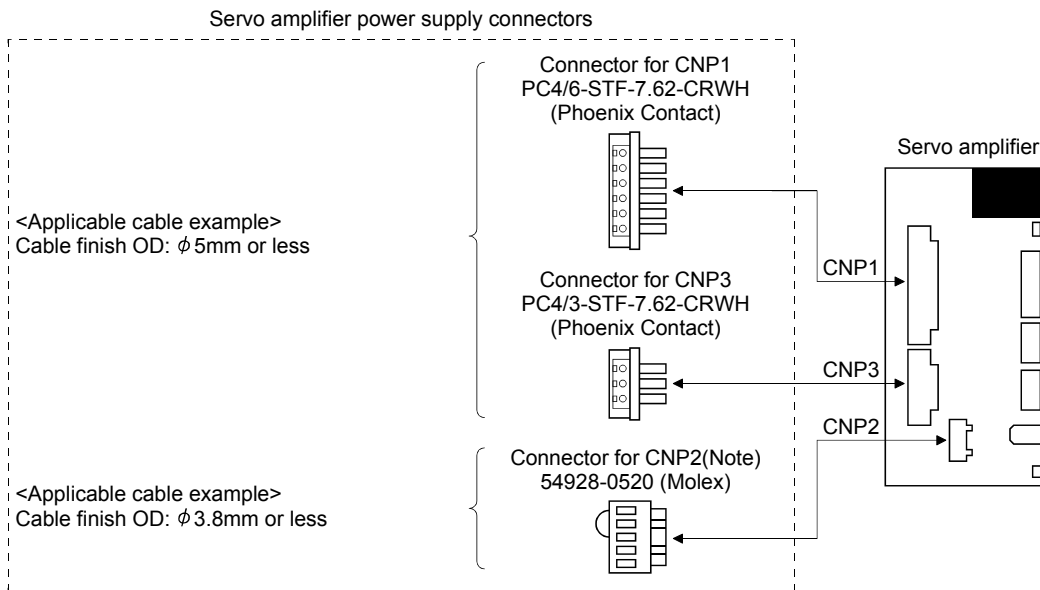 Servo amplifier power supply connectors
Connector for CNP1
PC4/6-STF-7.62-CRWH
(Phoenix Contact)
Servo amplifier
<Applicable cable example>
Cable finish OD: ϕ5mm or less
CNP1
Connector for CNP3
PC4/3-STF-7.62-CRWH
(Phoenix Contact)
CNP3
CNP2
Connector for CNP2(Note)
54928-0520 (Molex)
<Applicable cable example>
Cable finish OD: ϕ3.8mm or less